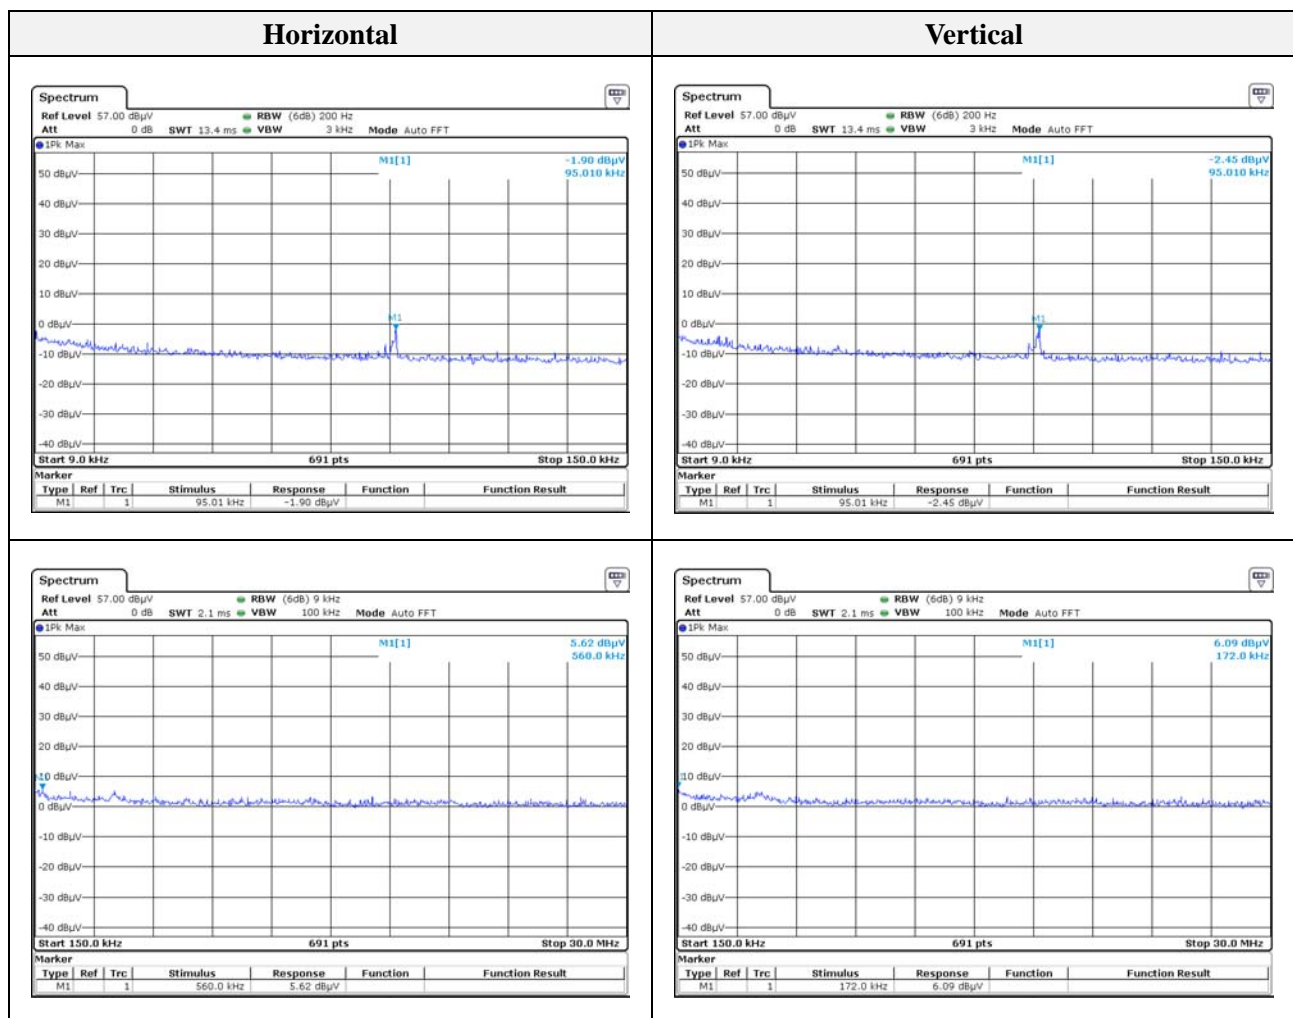 Horizontal
Vertical
Spectrum
Ref Level 57.00 dBµV RBW (6dB) 200 Hz
Att 0 dB SWT 13.4 ms VBW 3 kHz Mode Auto FFT
1Pk Max
M1[1] -1.90 dBµV
95.010 kHz
50 dBµV
40 dBµV
30 dBµV
20 dBµV
10 dBµV
M1
0 dBµV
-10 dBµV
-20 dBµV
-30 dBµV
-40 dBµV
Start 9.0 kHz 691 pts Stop 150.0 kHz
Marker
Type Ref Trc Stimulus Response Function Function Result
M1 1 95.01 kHz -1.90 dBµV
Spectrum
Ref Level 57.00 dBµV RBW (6dB) 200 Hz
Att 0 dB SWT 13.4 ms VBW 3 kHz Mode Auto FFT
1Pk Max
M1[1] -2.45 dBµV
95.010 kHz
50 dBµV
40 dBµV
30 dBµV
20 dBµV
10 dBµV
M1
0 dBµV
-10 dBµV
-20 dBµV
-30 dBµV
-40 dBµV
Start 9.0 kHz 691 pts Stop 150.0 kHz
Marker
Type Ref Trc Stimulus Response Function Function Result
M1 1 95.01 kHz -2.45 dBµV
Spectrum
Ref Level 57.00 dBµV RBW (6dB) 9 kHz
Att 0 dB SWT 2.1 ms VBW 100 kHz Mode Auto FFT
1Pk Max
M1[1] 5.62 dBµV
560.0 kHz
50 dBµV
40 dBµV
30 dBµV
20 dBµV
10 dBµV
0 dBµV
-10 dBµV
-20 dBµV
-30 dBµV
-40 dBµV
Start 150.0 kHz 691 pts Stop 30.0 MHz
Marker
Type Ref Trc Stimulus Response Function Function Result
M1 1 560.0 kHz 5.62 dBµV
Spectrum
Ref Level 57.00 dBµV RBW (6dB) 9 kHz
Att 0 dB SWT 2.1 ms VBW 100 kHz Mode Auto FFT
1Pk Max
M1[1] 6.09 dBµV
172.0 kHz
50 dBµV
40 dBµV
30 dBµV
20 dBµV
10 dBµV
0 dBµV
-10 dBµV
-20 dBµV
-30 dBµV
-40 dBµV
Start 150.0 kHz 691 pts Stop 30.0 MHz
Marker
Type Ref Trc Stimulus Response Function Function Result
M1 1 172.0 kHz 6.09 dBµV